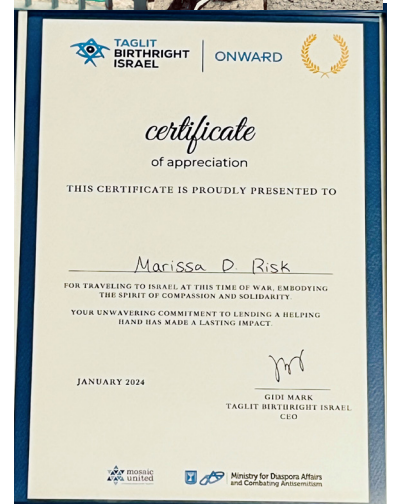 TAGLIT
BIRTHRIGHT
ISRAEL
ONWARD
certificate
of appreciation
THIS CERTIFICATE IS PROUDLY PRESENTED TO
Marissa D. Risk
FOR TRAVELING TO ISRAEL AT THIS TIME OF WAR, EMBODYING
THE SPIRIT OF COMPASSION AND SOLIDARITY.
YOUR UNWAVERING COMMITMENT TO LENDING A HELPING
HAND HAS MADE A LASTING IMPACT.
JANUARY 2024
GIDI MARK
TAGLIT BIRTHRIGHT ISRAEL
CEO
mosaic
united
Ministry for Diaspora Affairs
and Combating Antisemitism